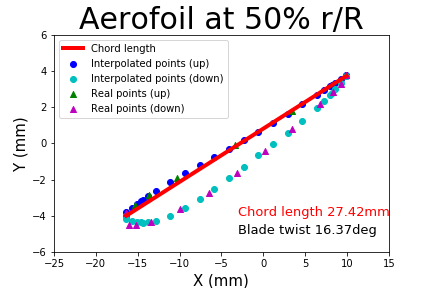 Aerofoil at 50% r/R
6
4
2
0
−2
−4
−6
Y (mm)
Chord length
Interpolated points (up)
Interpolated points (down)
Real points (up)
Real points (down)
Chord length 27.42mm
Blade twist 16.37deg
−25 −20 −15 −10 −5 0 5 10 15
X (mm)